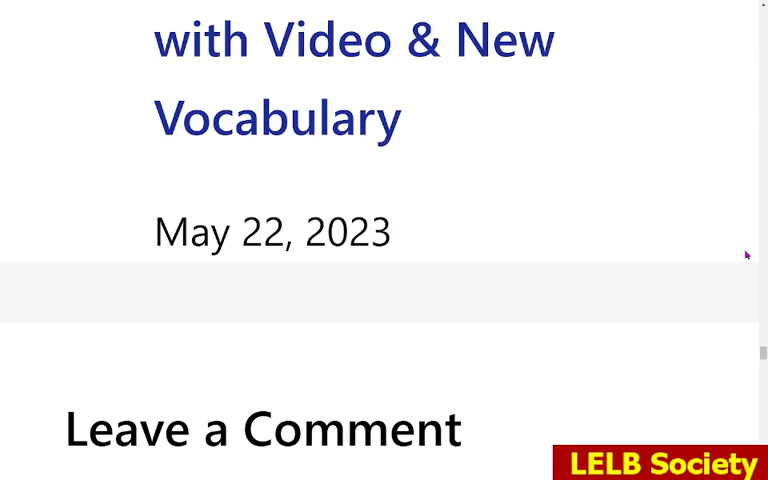 with Video & New
Vocabulary
May 22, 2023
Leave a Comment
LELB Society